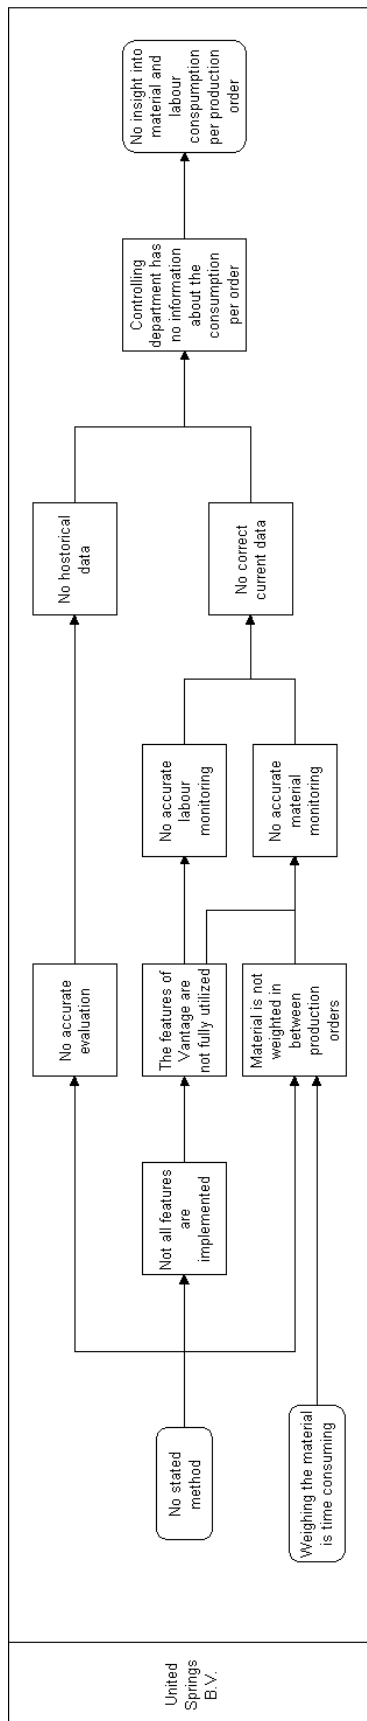 United
Springs
B.V.
No stated
method
Weighing the material
is time consuming
Not all features
are
implemented
No accurate
evaluation
The features of
Vantage are
not fully utilized
Material is not
weighted in
between
production
orders
No accurate
labour
monitoring
No accurate
material
monitoring
No hostorical
data
No correct
current data
Controlling
department has
no information
about the
consumption
per order
No insight into
material and
labour
conspumption
per production
order